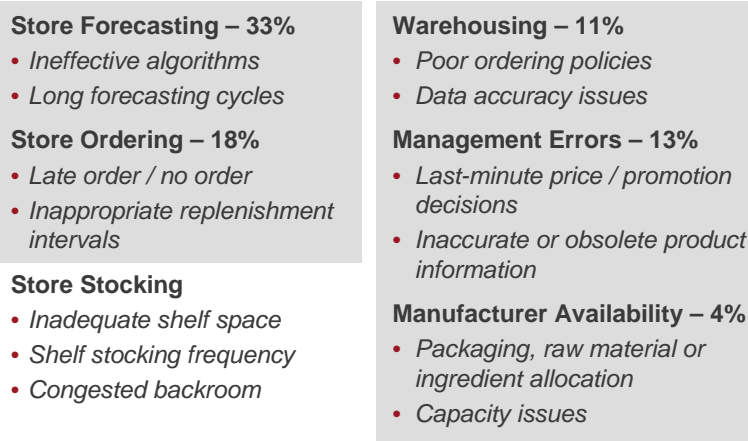 Store Forecasting – 33%
• Ineffective algorithms
• Long forecasting cycles
Store Ordering – 18%
• Late order / no order
• Inappropriate replenishment
intervals
Store Stocking
• Inadequate shelf space
• Shelf stocking frequency
• Congested backroom
Warehousing – 11%
• Poor ordering policies
• Data accuracy issues
Management Errors – 13%
• Last-minute price / promotion
decisions
• Inaccurate or obsolete product
information
Manufacturer Availability – 4%
• Packaging, raw material or
ingredient allocation
• Capacity issues